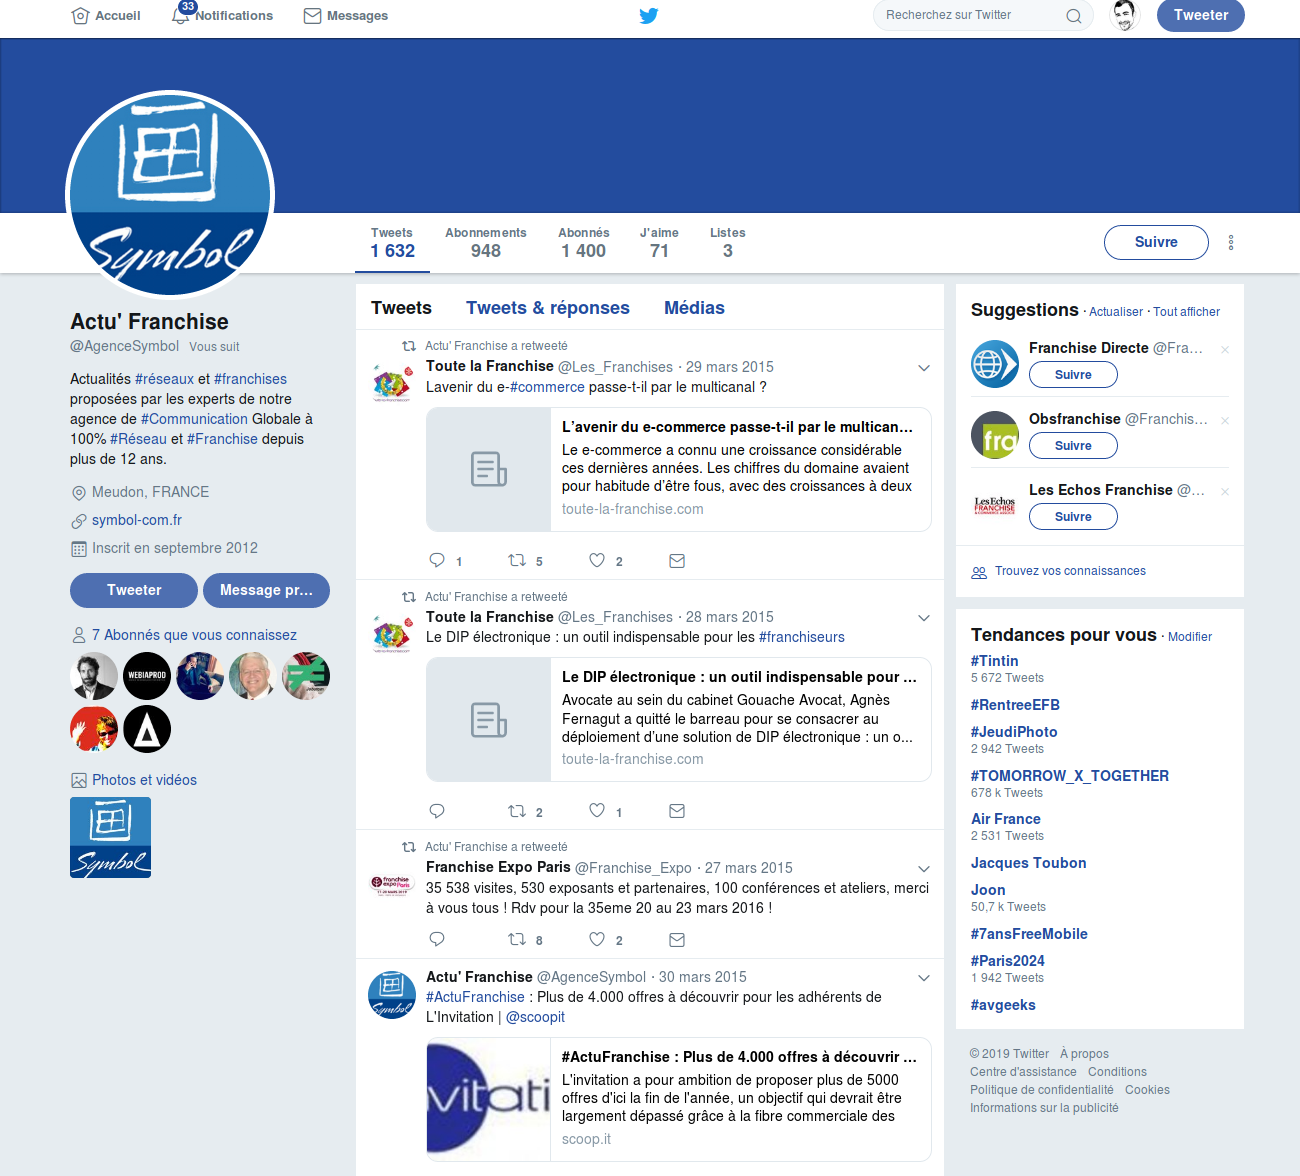 Accueil
33
Notifications
Messages
Recherchez sur Twitter
Tweeter
Symbol
Tweets
1 632
Abonnements
948
Abonnés
1 400
J'aime
71
Listes
3
Suivre
Actu' Franchise
@AgenceSymbol Vous suit
Actualités #réseaux et #franchises
proposées par les experts de notre
agence de #Communication Globale à
100% #Réseau et #Franchise depuis
plus de 12 ans.
Meudon, FRANCE
symbol-com.fr
Inscrit en septembre 2012
Tweeter
Message pr…
7 Abonnés que vous connaissez
WEBIAPROD
Photos et vidéos
Symbol
Tweets
Tweets & réponses
Médias
Actu' Franchise a retweeté
Toute la Franchise @Les_Franchises · 29 mars 2015
Lavenir du e-#commerce passe-t-il par le multicanal ?
L'avenir du e-commerce passe-t-il par le multican…
Le e-commerce a connu une croissance considérable
ces dernières années. Les chiffres du domaine avaient
pour habitude d'être fous, avec des croissances à deux
toute-la-franchise.com
1
5
2
Actu' Franchise a retweeté
Toute la Franchise @Les_Franchises · 28 mars 2015
Le DIP électronique : un outil indispensable pour les #franchiseurs
Le DIP électronique : un outil indispensable pour …
Avocate au sein du cabinet Gouache Avocat, Agnès
Fernagut a quitté le barreau pour se consacrer au
déploiement d'une solution de DIP électronique : un o...
toute-la-franchise.com
2
1
Actu' Franchise a retweeté
franchise
expo Paris
Franchise Expo Paris @Franchise_Expo · 27 mars 2015
35 538 visites, 530 exposants et partenaires, 100 conférences et ateliers, merci
à vous tous ! Rdv pour la 35eme 20 au 23 mars 2016 !
8
2
Symbol
Actu' Franchise @AgenceSymbol · 30 mars 2015
#ActuFranchise : Plus de 4.000 offres à découvrir pour les adhérents de
L'Invitation | @scoopit
vitati
#ActuFranchise : Plus de 4.000 offres à découvrir …
L'invitation a pour ambition de proposer plus de 5000
offres d'ici la fin de l'année, un objectif qui devrait être
largement dépassé grâce à la fibre commerciale des
scoop.it
Suggestions · Actualiser · Tout afficher
Franchise Directe @Fra…
Suivre
fra
Obsfranchise @Franchis…
Suivre
Les Echos
FRANCHISE
Les Echos Franchise @…
Suivre
Trouvez vos connaissances
Tendances pour vous · Modifier
#Tintin
5 672 Tweets
#RentreeEFB
#JeudiPhoto
2 942 Tweets
#TOMORROW_X_TOGETHER
678 k Tweets
Air France
2 531 Tweets
Jacques Toubon
Joon
50,7 k Tweets
#7ansFreeMobile
#Paris2024
1 942 Tweets
#avgeeks
© 2019 Twitter À propos
Centre d'assistance Conditions
Politique de confidentialité Cookies
Informations sur la publicité